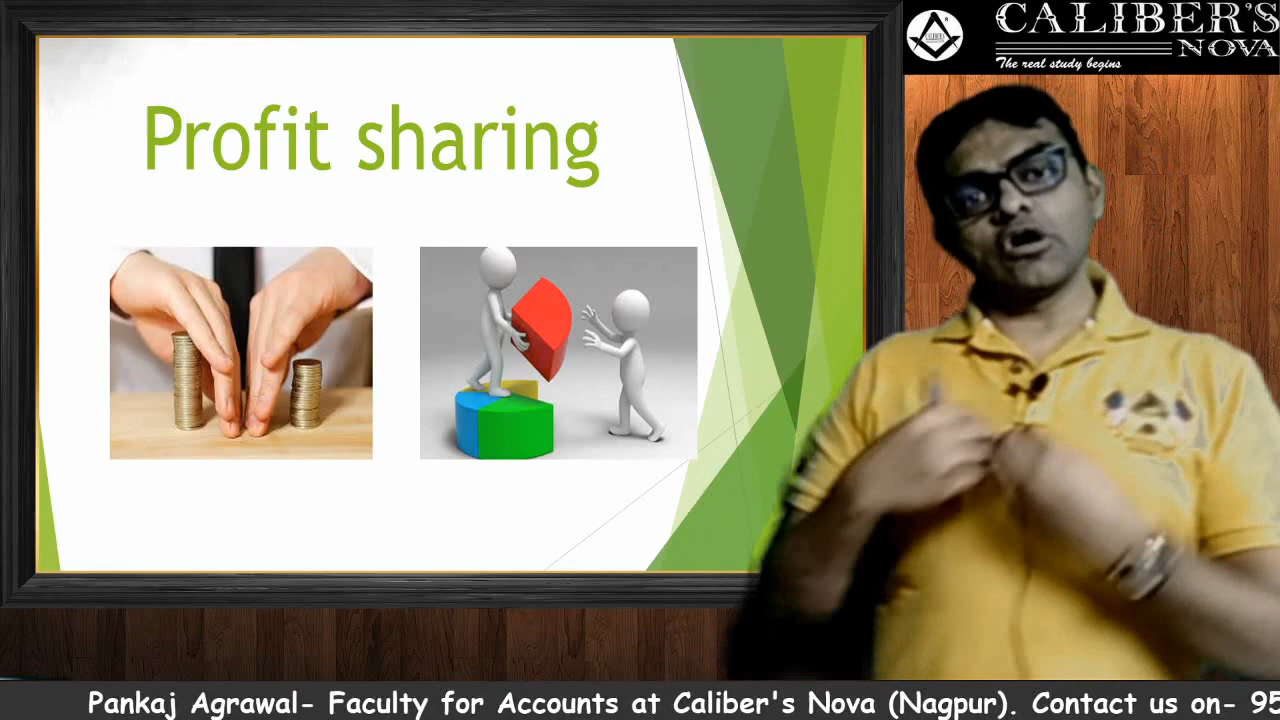 CALIBER'S
NOVA
The real study begins
Profit sharing
Pankaj Agrawal- Faculty for Accounts at Caliber's Nova (Nagpur). Contact us on- 95